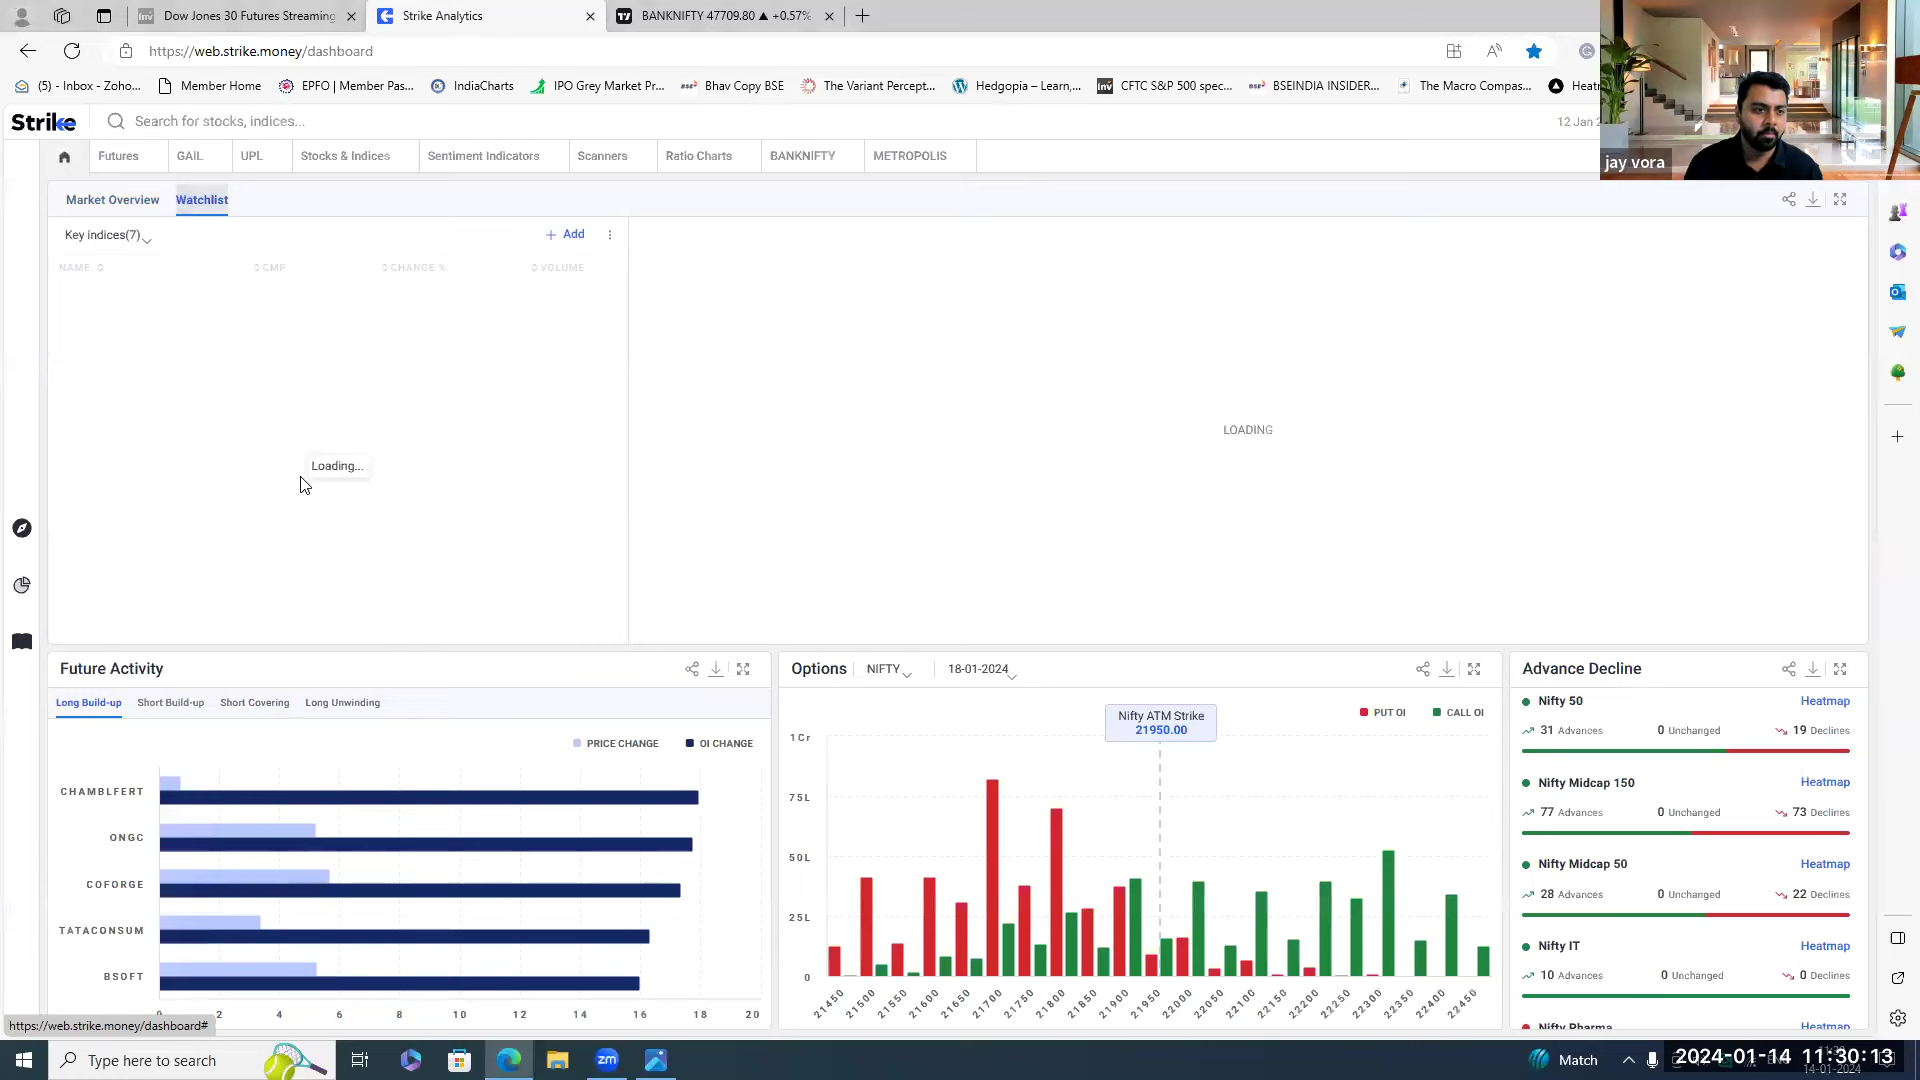 Dow Jones 30 Futures Streaming
Strike Analytics
BANKNIFTY 47709.80 ▲ +0.57%
https://web.strike.money/dashboard
(5) - Inbox - Zoho...
Member Home
EPFO | Member Pas...
IndiaCharts
IPO Grey Market Pr...
Bhav Copy BSE
The Variant Percept...
Hedgopia – Learn,...
CFTC S&P 500 spec...
BSEINDIA INSIDER...
The Macro Compas...
Strike
Search for stocks, indices...
12 Jan
jay vora
Futures
GAIL
UPL
Stocks & Indices
Sentiment Indicators
Scanners
Ratio Charts
BANKNIFTY
METROPOLIS
Market Overview
Watchlist
Key indices(7)
+ Add
NAME
CMP
CHANGE %
VOLUME
LOADING
Loading...
Future Activity
Long Build-up
Short Build-up
Short Covering
Long Unwinding
PRICE CHANGE
OI CHANGE
CHAMBLFERT
ONGC
COFORGE
TATACONSUM
BSOFT
0 2 4 6 8 10 12 14 16 18 20
Options
NIFTY
18-01-2024
Nifty ATM Strike
21950.00
PUT OI
CALL OI
1Cr
75L
50L
25L
0
21450 21500 21550 21600 21650 21700 21750 21800 21850 21900 21950 22000 22050 22100 22150 22200 22250 22300 22350 22400 22450
Advance Decline
Nifty 50
Heatmap
31 Advances
0 Unchanged
19 Declines
Nifty Midcap 150
Heatmap
77 Advances
0 Unchanged
73 Declines
Nifty Midcap 50
Heatmap
28 Advances
0 Unchanged
22 Declines
Nifty IT
Heatmap
10 Advances
0 Unchanged
0 Declines
Nifty Pharma
Heatmap
https://web.strike.money/dashboard#
Type here to search
zm
Match
2024-01-14 11:30:13
14-01-2024